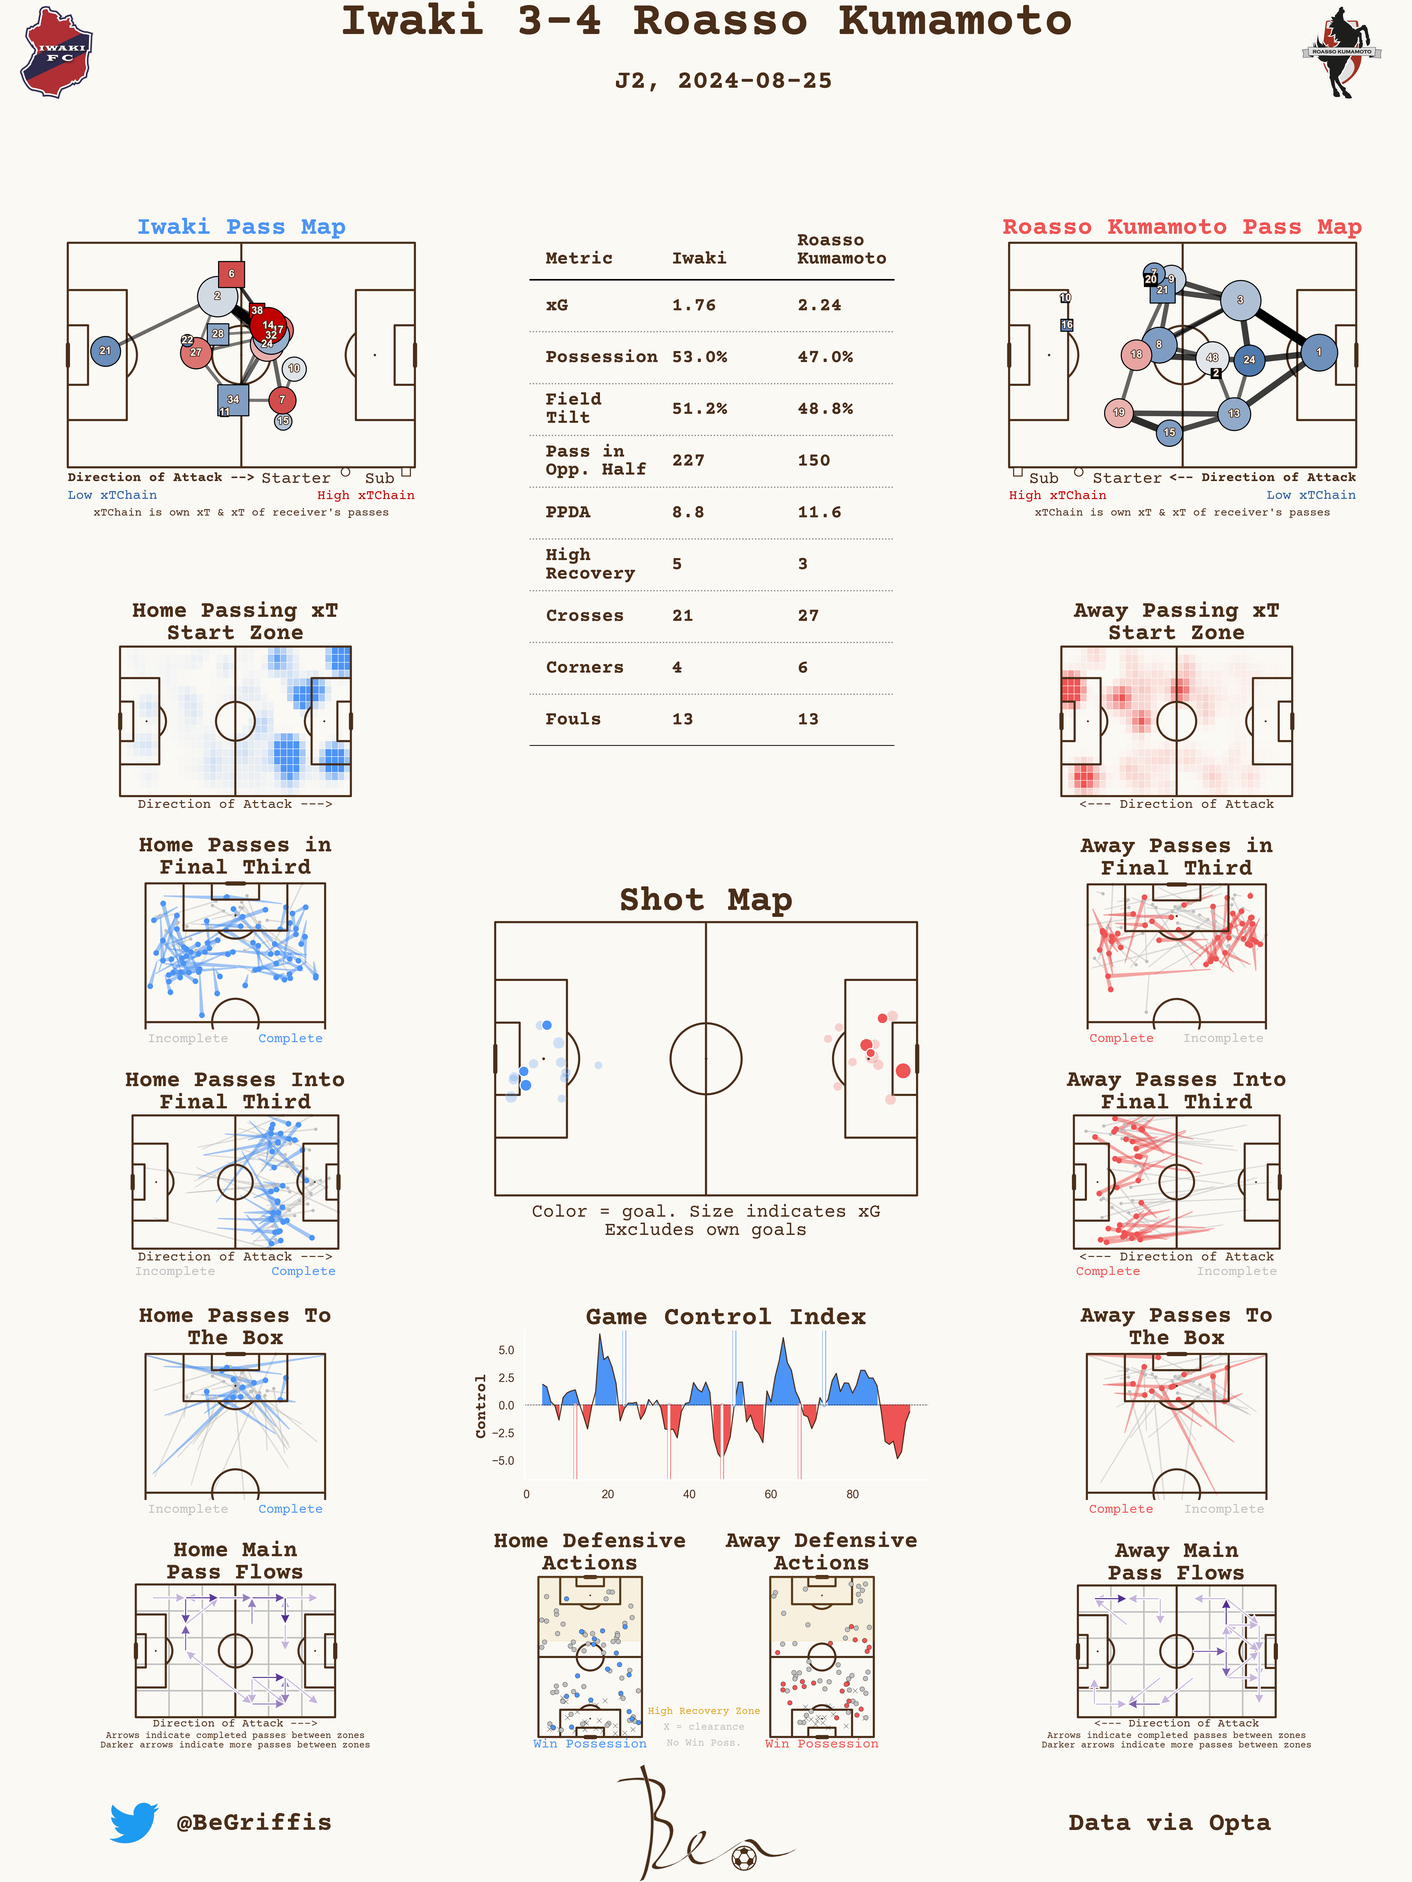 Iwaki 3-4 Roasso Kumamoto
J2, 2024-08-25
IWAKI
FC
ROASSO KUMAMOTO
Iwaki Pass Map
6
2
38
14
17
32
24
28
22
27
21
10
34
11
7
15
Direction of Attack --> Starter Sub
Low xTChain High xTChain
xTChain is own xT & xT of receiver's passes
Metric Iwaki Roasso
Kumamoto
xG 1.76 2.24
Possession 53.0% 47.0%
Field
Tilt 51.2% 48.8%
Pass in
Opp. Half 227 150
PPDA 8.8 11.6
High
Recovery 5 3
Crosses 21 27
Corners 4 6
Fouls 13 13
Roasso Kumamoto Pass Map
7
20
9
21
10
16
3
8
18
48
2
24
1
19
13
15
Sub Starter <-- Direction of Attack
High xTChain Low xTChain
xTChain is own xT & xT of receiver's passes
Home Passing xT
Start Zone
Direction of Attack --->
Away Passing xT
Start Zone
<--- Direction of Attack
Home Passes in
Final Third
Incomplete Complete
Away Passes in
Final Third
Complete Incomplete
Shot Map
Color = goal. Size indicates xG
Excludes own goals
Home Passes Into
Final Third
Direction of Attack --->
Incomplete Complete
Away Passes Into
Final Third
<--- Direction of Attack
Complete Incomplete
Home Passes To
The Box
Incomplete Complete
Game Control Index
Control
5.0
2.5
0.0
−2.5
−5.0
0 20 40 60 80
Away Passes To
The Box
Complete Incomplete
Home Main
Pass Flows
Direction of Attack --->
Arrows indicate completed passes between zones
Darker arrows indicate more passes between zones
Home Defensive
Actions
Win Possession
High Recovery Zone
X = clearance
No Win Poss.
Away Defensive
Actions
Win Possession
Away Main
Pass Flows
<--- Direction of Attack
Arrows indicate completed passes between zones
Darker arrows indicate more passes between zones
@BeGriffis
Ben
Data via Opta